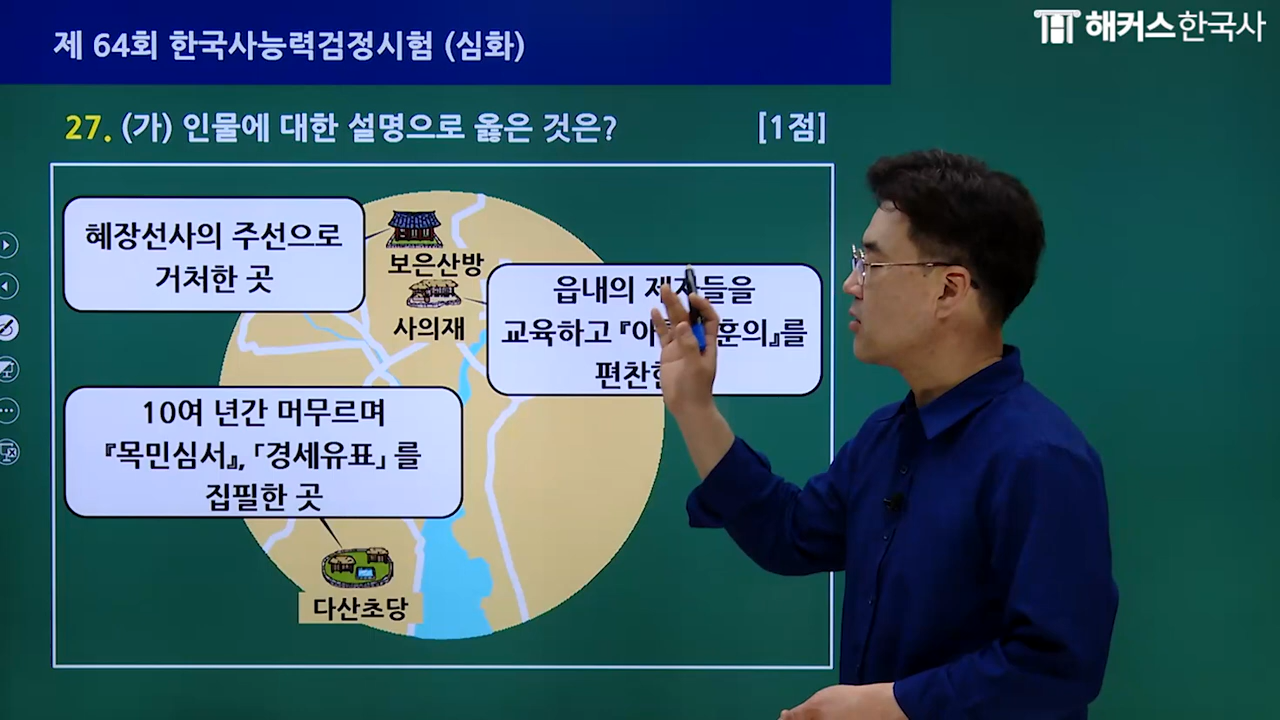 제 64회 한국사능력검정시험 (심화)
해커스한국사
27. (가) 인물에 대한 설명으로 옳은 것은?
[1점]
혜장선사의 주선으로
거처한 곳
보은산방
사의재
읍내의 제자들을
교육하고 『아 훈의』를
편찬한
10여 년간 머무르며
『목민심서』, 「경세유표」를
집필한 곳
다산초당